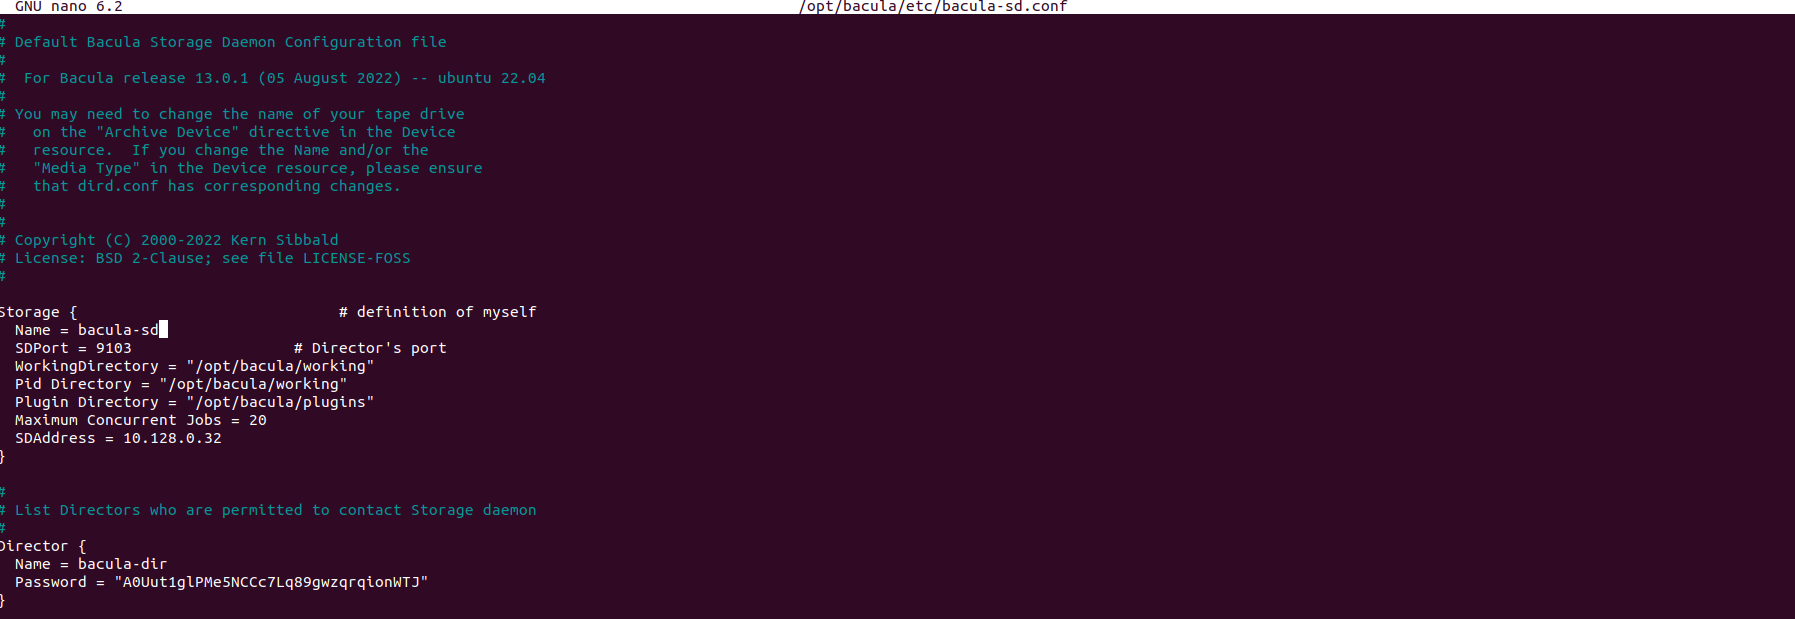 GNU nano 6.2 /opt/bacula/etc/bacula-sd.conf
#
# Default Bacula Storage Daemon Configuration file
#
#  For Bacula release 13.0.1 (05 August 2022) -- ubuntu 22.04
#
# You may need to change the name of your tape drive
#   on the "Archive Device" directive in the Device
#   resource.  If you change the Name and/or the
#   "Media Type" in the Device resource, please ensure
#   that dird.conf has corresponding changes.
#
#
# Copyright (C) 2000-2022 Kern Sibbald
# License: BSD 2-Clause; see file LICENSE-FOSS
#
Storage {                             # definition of myself
  Name = bacula-sd
  SDPort = 9103                  # Director's port
  WorkingDirectory = "/opt/bacula/working"
  Pid Directory = "/opt/bacula/working"
  Plugin Directory = "/opt/bacula/plugins"
  Maximum Concurrent Jobs = 20
  SDAddress = 10.128.0.32
}
#
# List Directors who are permitted to contact Storage daemon
#
Director {
  Name = bacula-dir
  Password = "A0Uut1glPMe5NCCc7Lq89gwzqrqionWTJ"
}